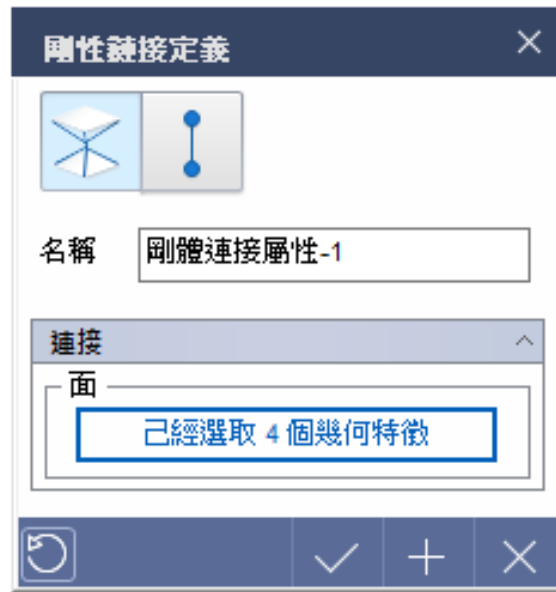 剛性鏈接定義
名稱
剛體連接屬性-1
連接
面
己經選取 4 個幾何特徵